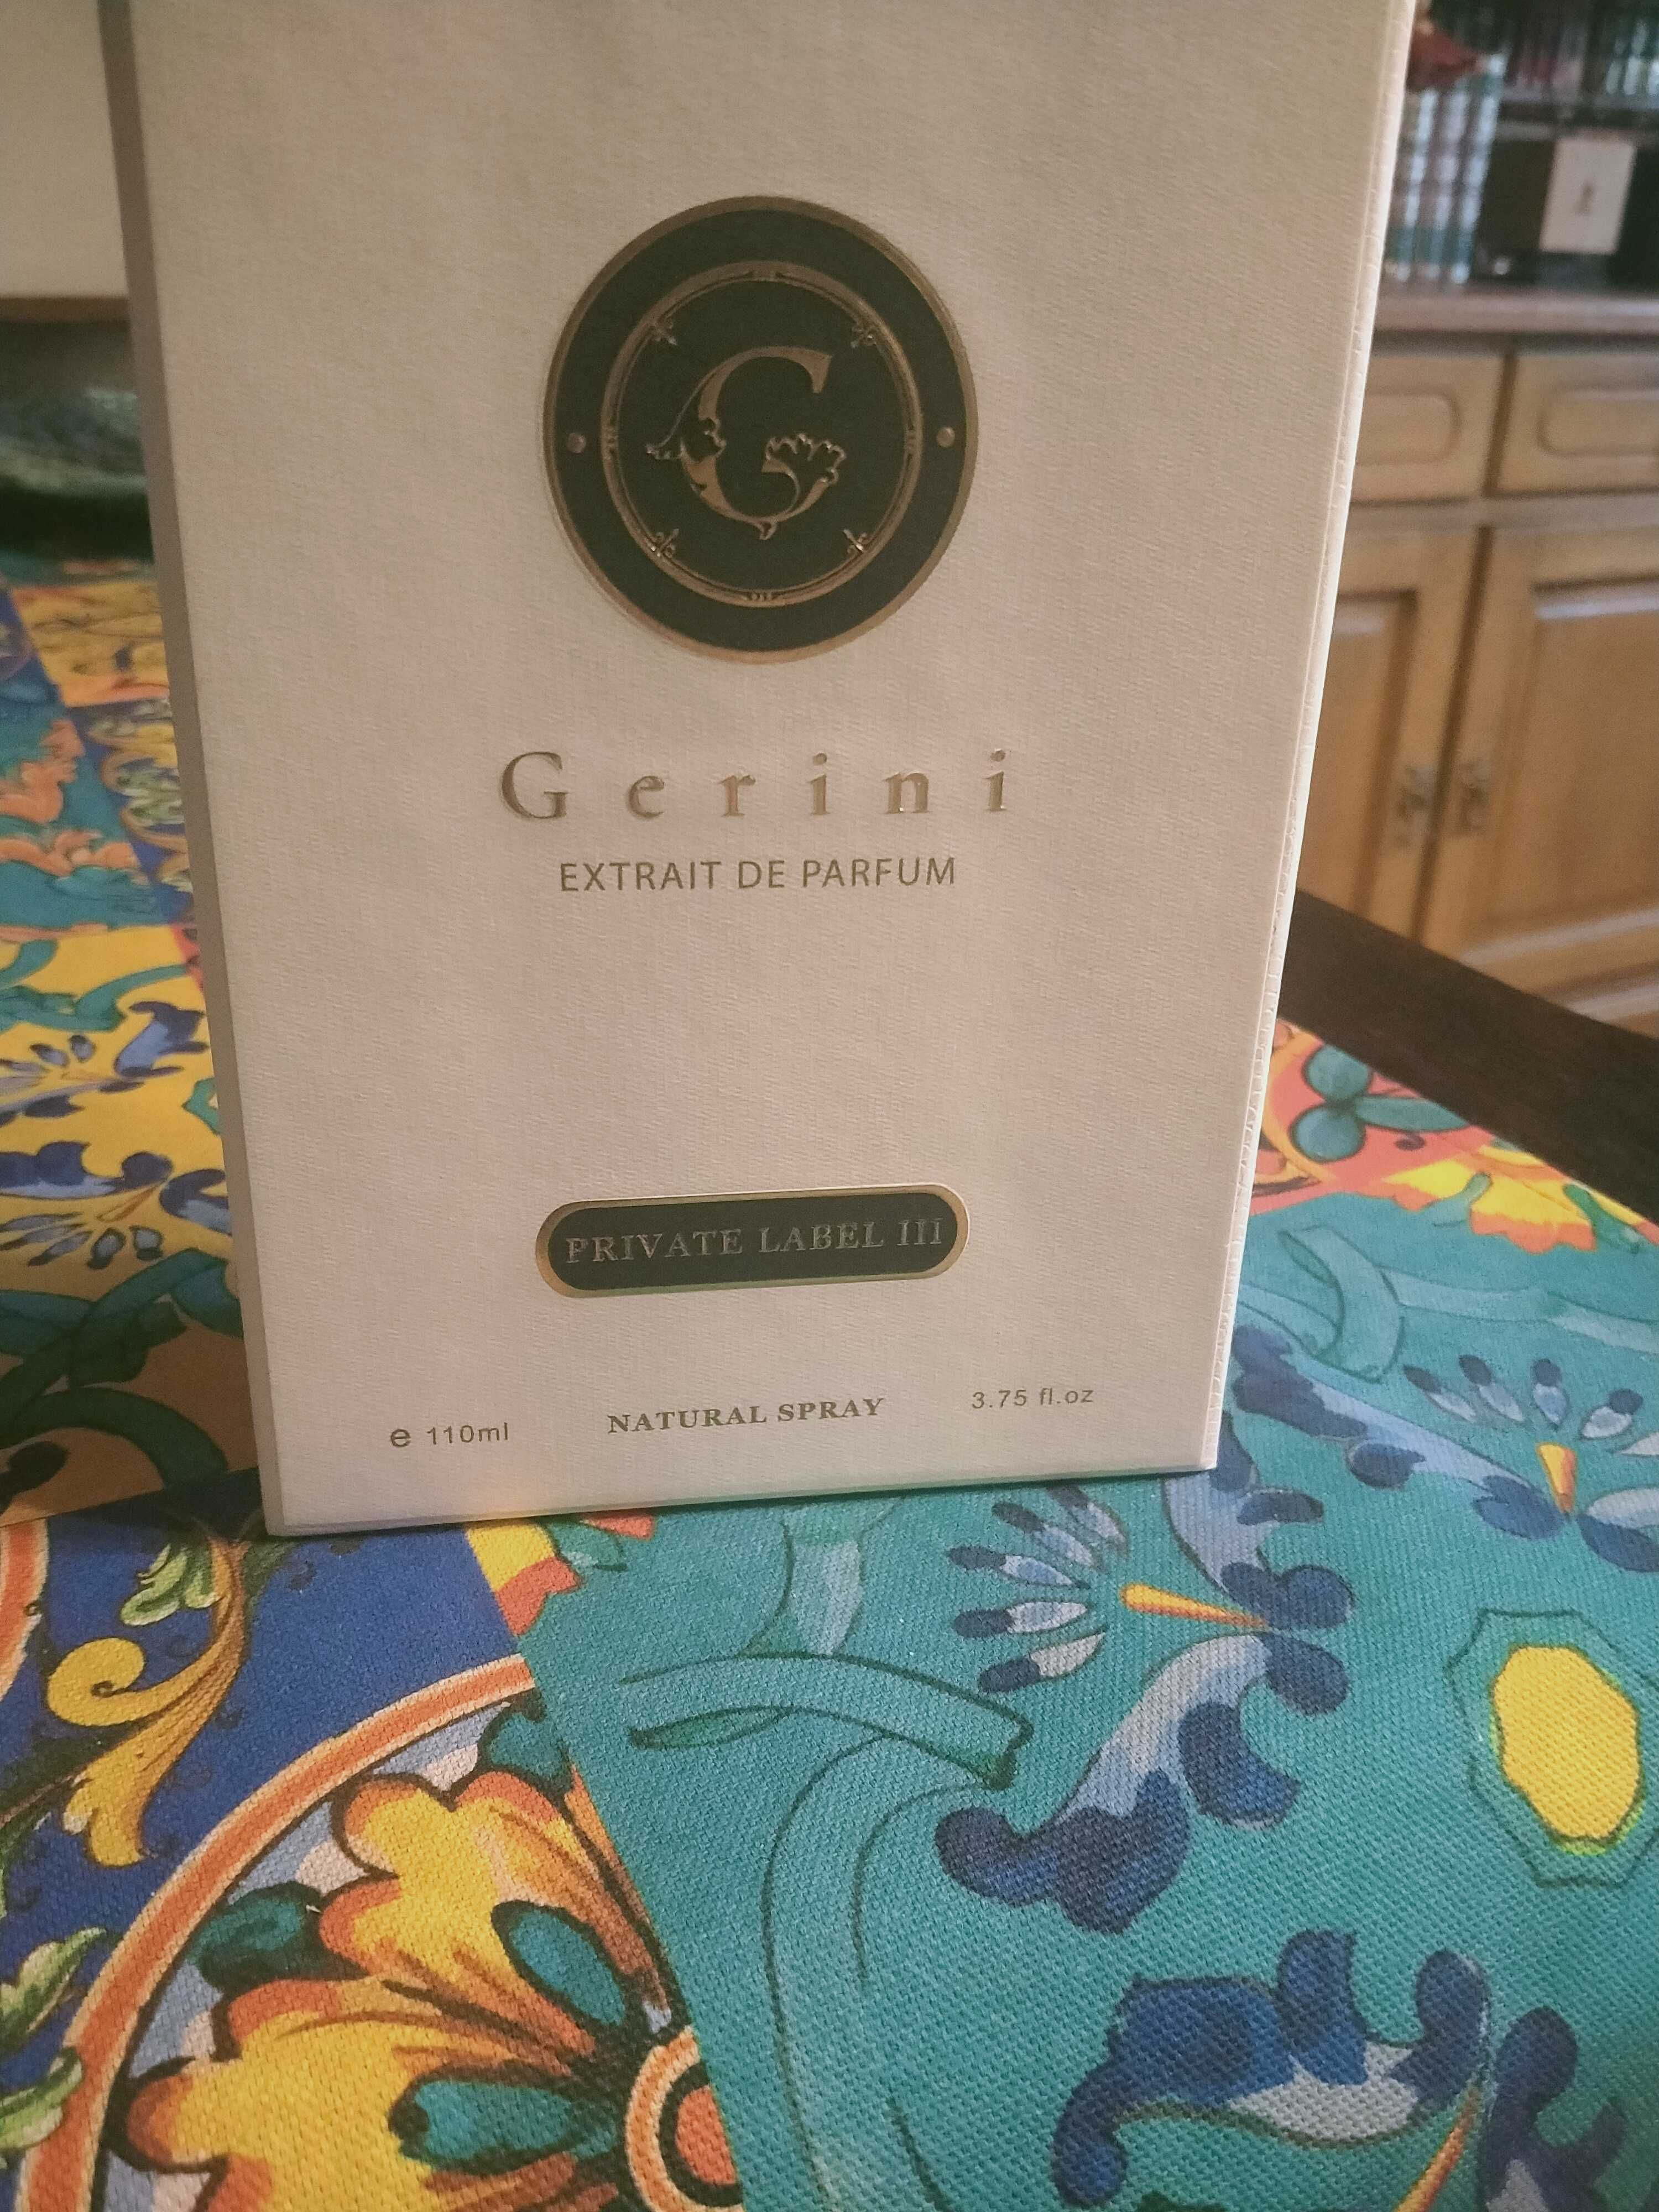 G
Gerini
EXTRAIT DE PARFUM
PRIVATE LABEL III
e 110ml NATURAL SPRAY 3.75 fl.oz